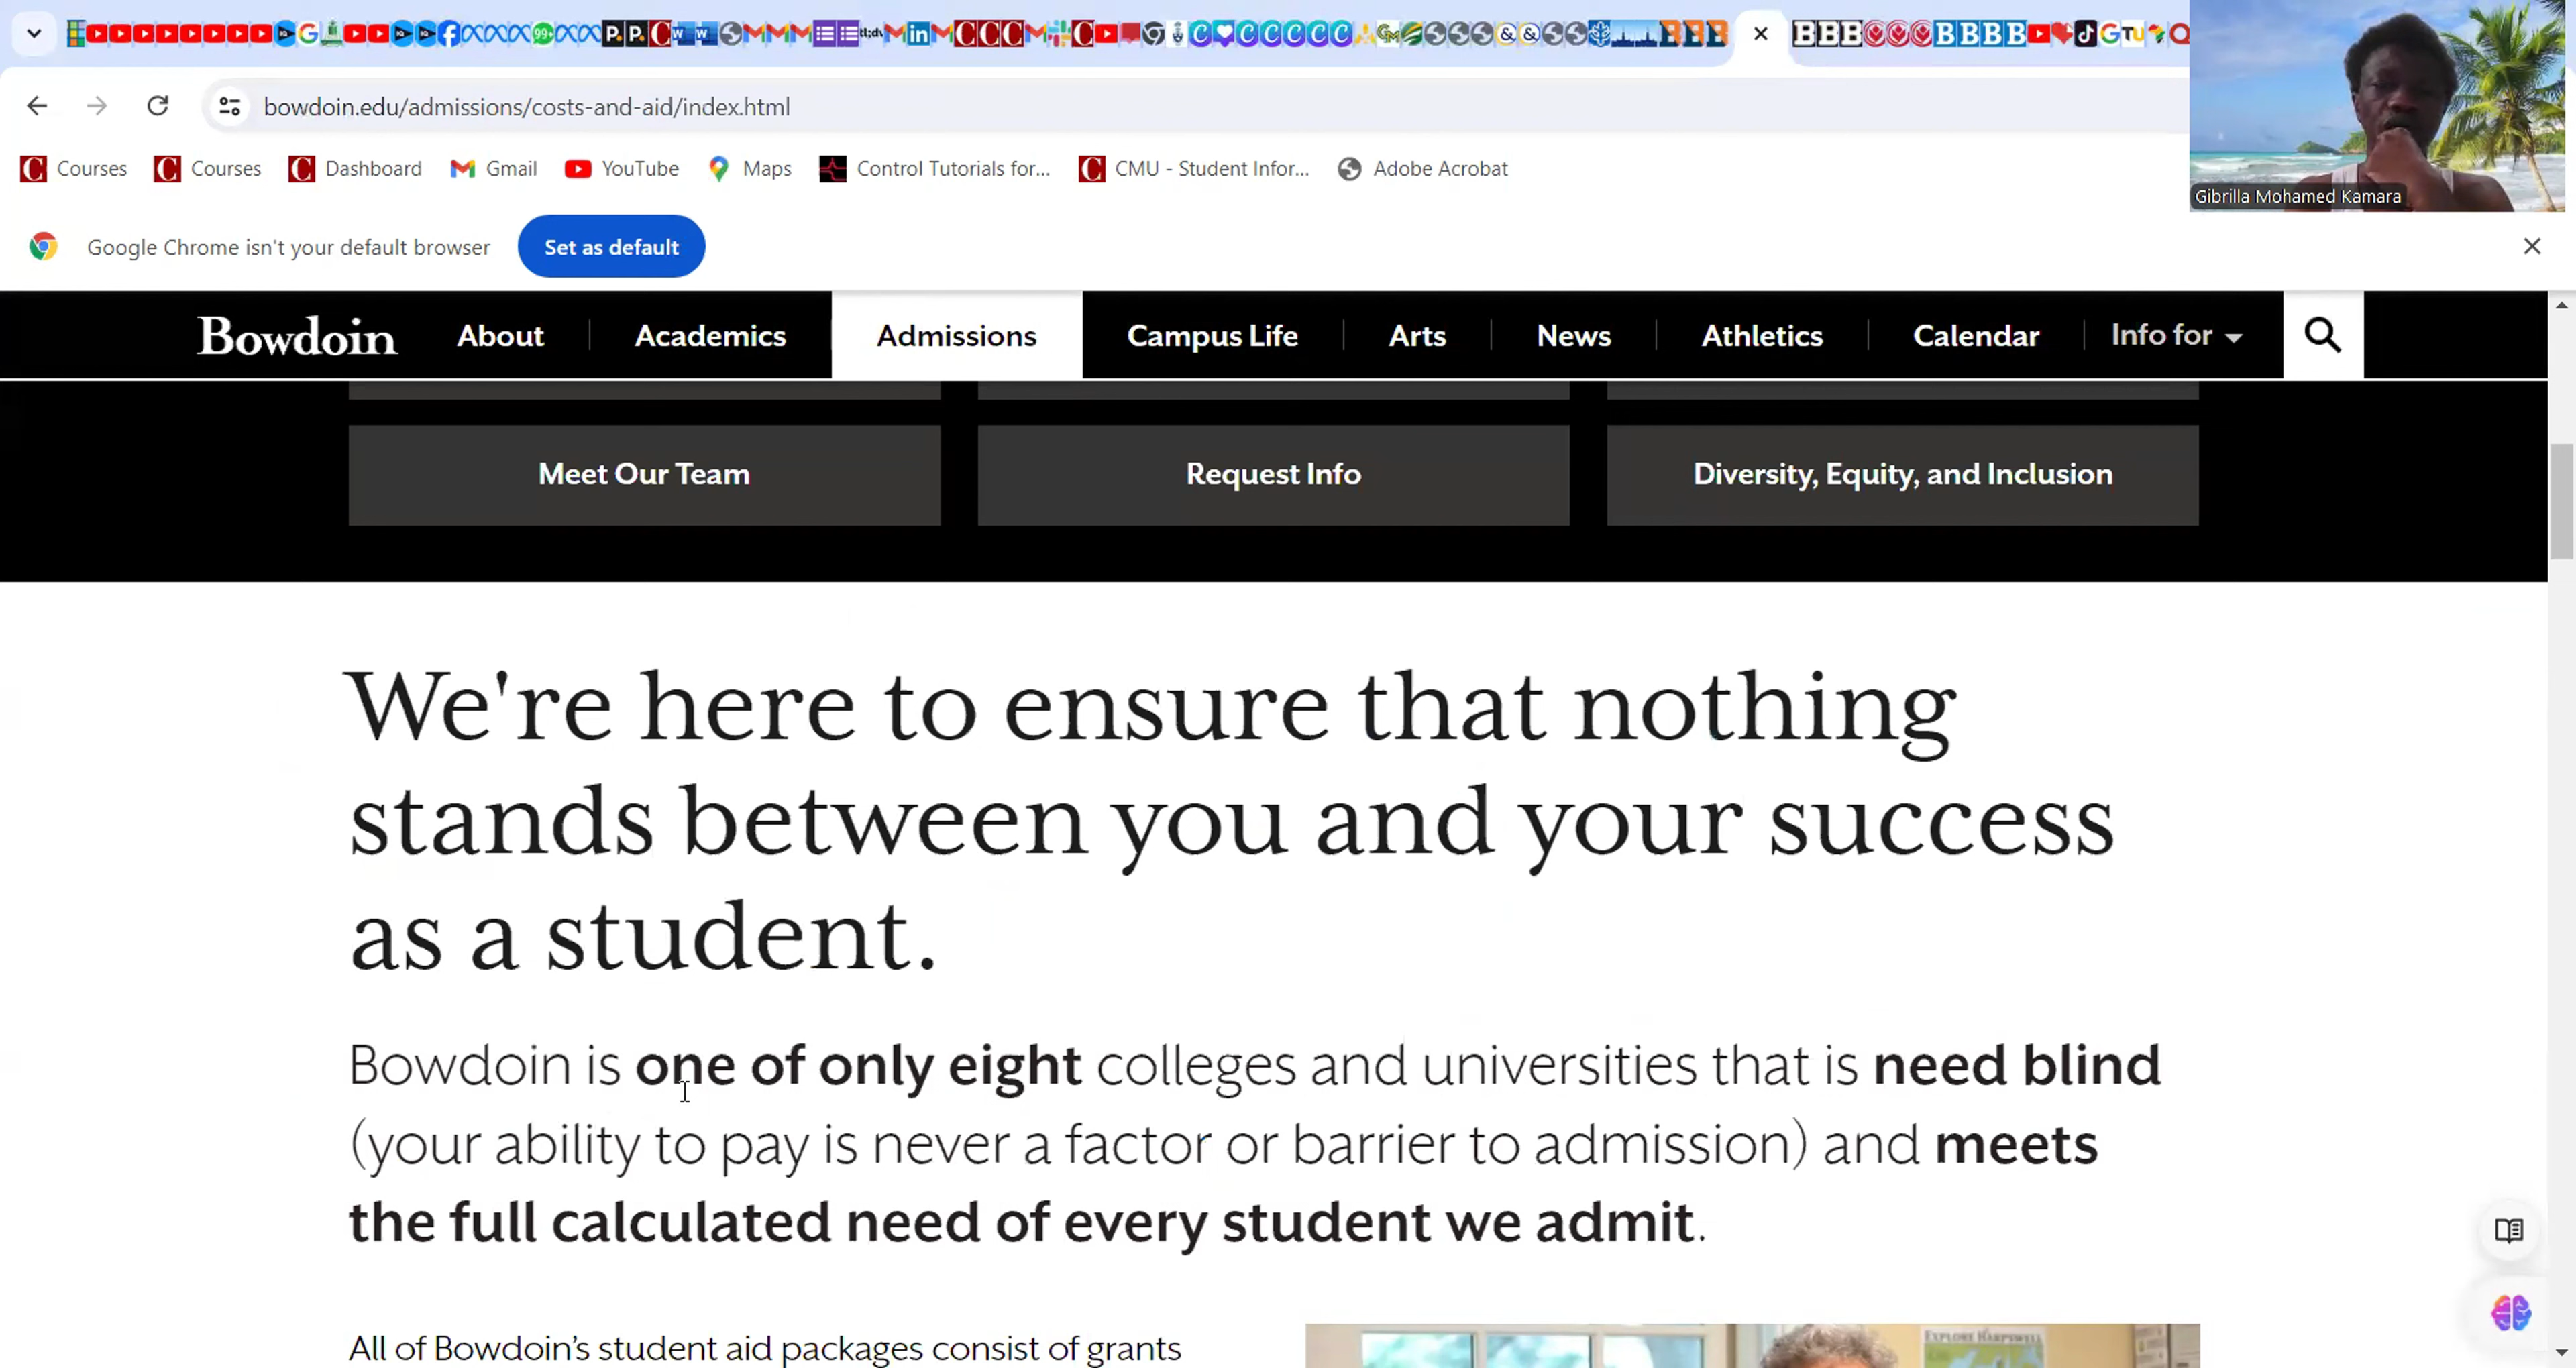 99+
bowdoin.edu/admissions/costs-and-aid/index.html
Courses
Courses
Dashboard
Gmail
YouTube
Maps
Control Tutorials for...
CMU - Student Infor...
Adobe Acrobat
Gibrilla Mohamed Kamara
Google Chrome isn't your default browser
Set as default
Bowdoin
About
Academics
Admissions
Campus Life
Arts
News
Athletics
Calendar
Info for
Meet Our Team
Request Info
Diversity, Equity, and Inclusion
We're here to ensure that nothing
stands between you and your success
as a student.
Bowdoin is one of only eight colleges and universities that is need blind
(your ability to pay is never a factor or barrier to admission) and meets
the full calculated need of every student we admit.
All of Bowdoin's student aid packages consist of grants
EXPLORE HARPSWELL